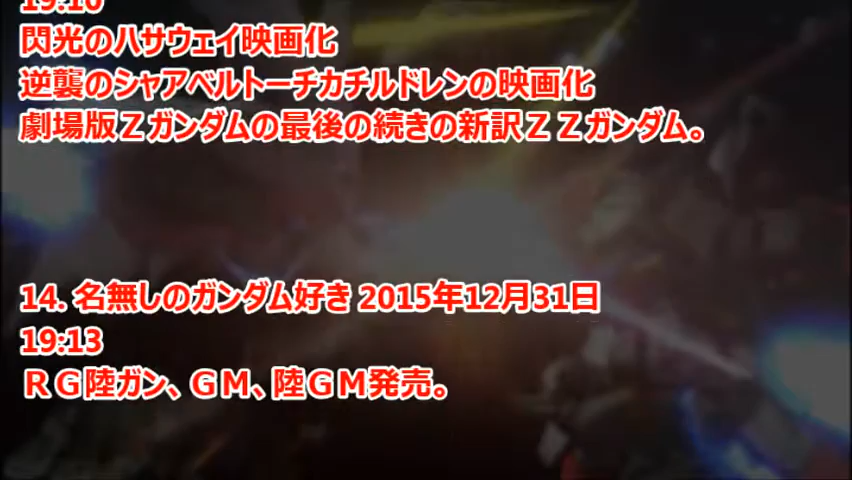 19:10
閃光のハサウェイ映画化
逆襲のシャアベルトーチカチルドレンの映画化
劇場版Ｚガンダムの最後の続きの新訳ＺＺガンダム。
14. 名無しのガンダム好き 2015年12月31日
19:13
ＲＧ陸ガン、ＧＭ、陸ＧＭ発売。